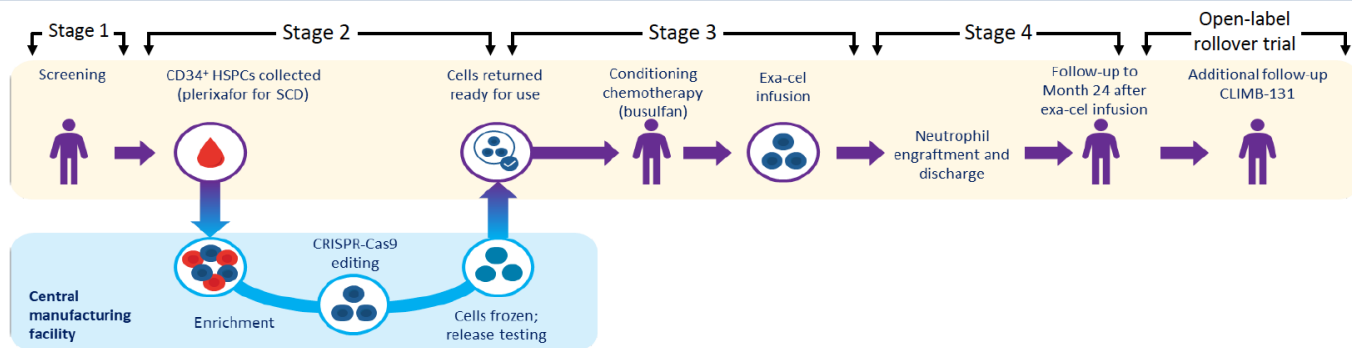 Stage 1
Stage 2
Stage 3
Stage 4
Open-label
rollover trial
Screening
CD34⁺ HSPCs collected
(plerixafor for SCD)
Cells returned
ready for use
Conditioning
chemotherapy
(busulfan)
Exa-cel
infusion
Neutrophil
engraftment and
discharge
Follow-up to
Month 24 after
exa-cel infusion
Additional follow-up
CLIMB-131
Central
manufacturing
facility
Enrichment
CRISPR-Cas9
editing
Cells frozen;
release testing